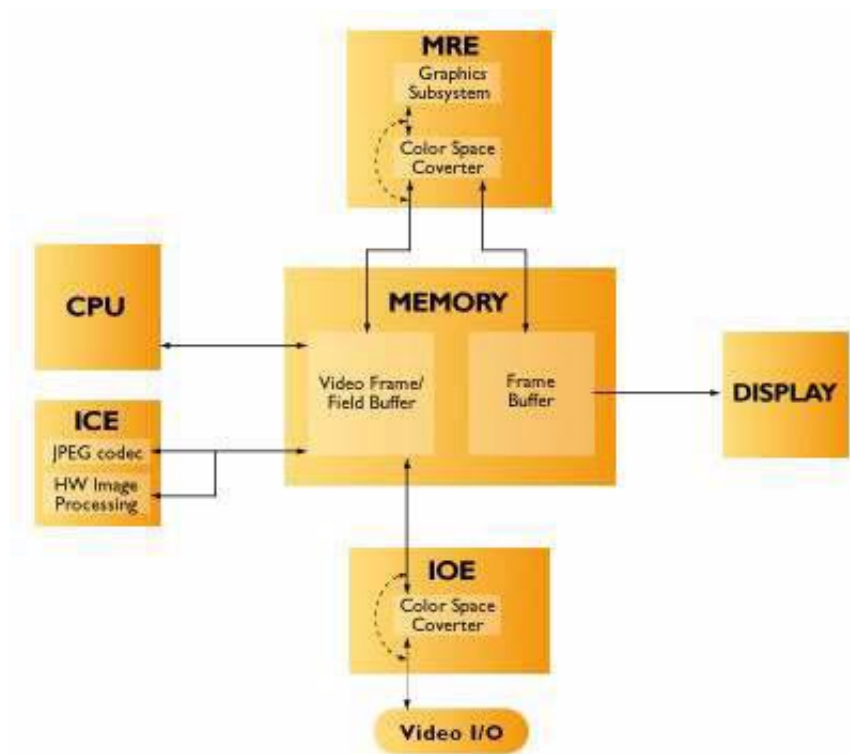 MRE
Graphics
Subsystem
Color Space
Coverter
CPU
MEMORY
Video Frame/
Field Buffer
Frame
Buffer
DISPLAY
ICE
JPEG codec
HW Image
Processing
IOE
Color Space
Coverter
Video I/O